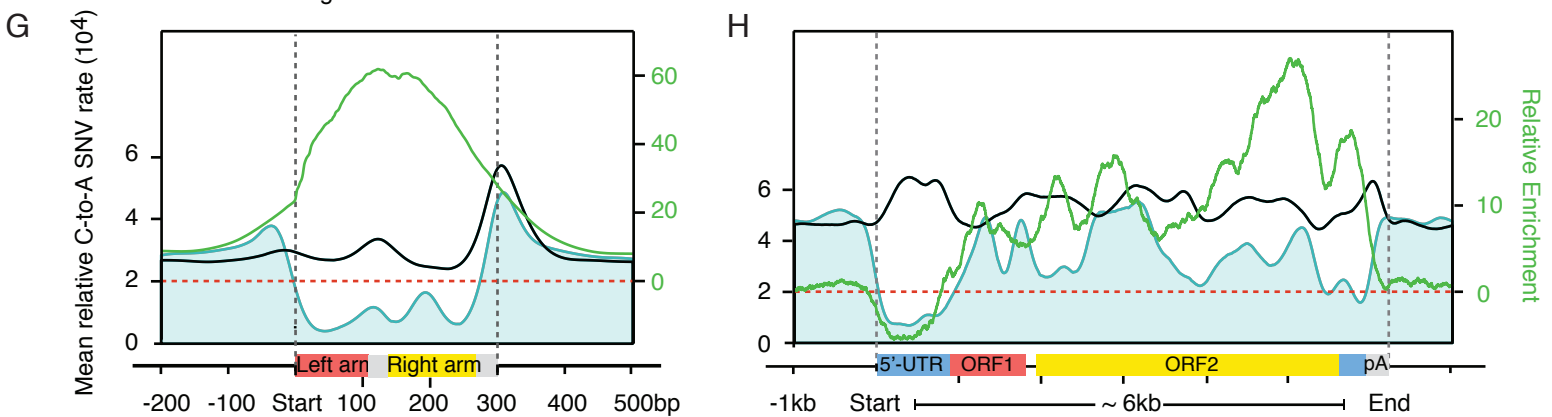 G
Mean relative C-to-A SNV rate (10⁴)
6
4
2
0
60
40
20
0
Left arm
Right arm
-200 -100 Start 100 200 300 400 500bp
H
6
4
2
0
20
10
0
Relative Enrichment
5'-UTR ORF1 ORF2 pA
-1kb Start ~ 6kb End